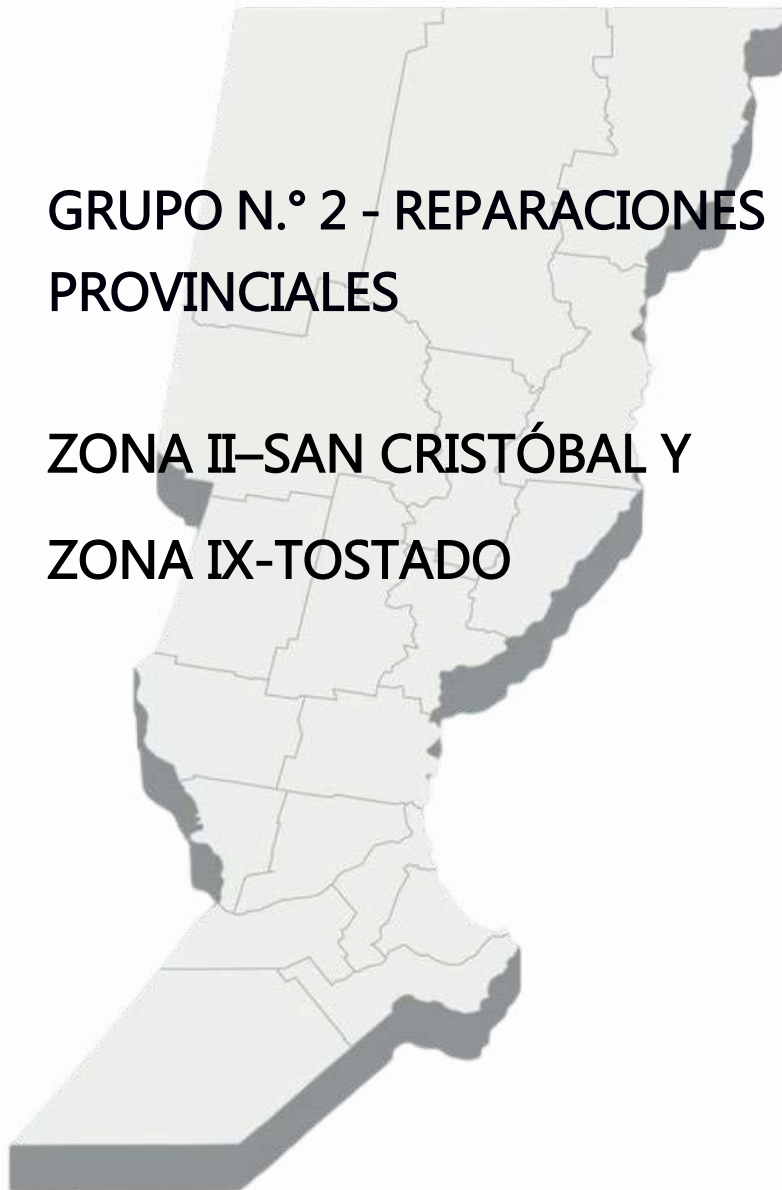 GRUPO N.° 2 - REPARACIONES
PROVINCIALES
ZONA II–SAN CRISTÓBAL Y
ZONA IX-TOSTADO